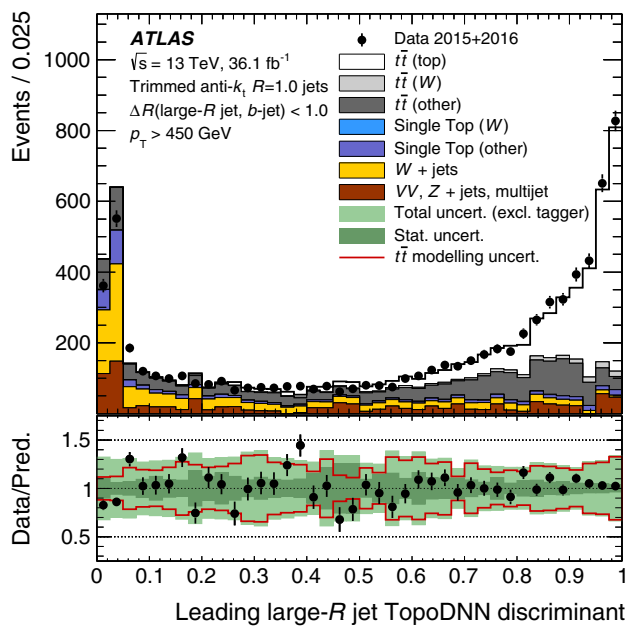 Events / 0.025
1000
800
600
400
200
ATLAS
√s = 13 TeV, 36.1 fb⁻¹
Trimmed anti-kₜ R=1.0 jets
ΔR(large-R jet, b-jet) < 1.0
p_T > 450 GeV
Data 2015+2016
tt̄ (top)
tt̄ (W)
tt̄ (other)
Single Top (W)
Single Top (other)
W + jets
VV, Z + jets, multijet
Total uncert. (excl. tagger)
Stat. uncert.
tt̄ modelling uncert.
Data/Pred.
1.5
1
0.5
0 0.1 0.2 0.3 0.4 0.5 0.6 0.7 0.8 0.9 1
Leading large-R jet TopoDNN discriminant